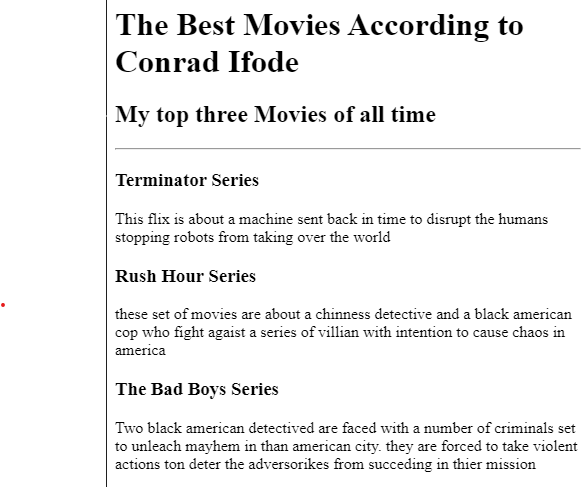 The Best Movies According to
Conrad Ifode
My top three Movies of all time
Terminator Series
This flix is about a machine sent back in time to disrupt the humans
stopping robots from taking over the world
Rush Hour Series
these set of movies are about a chinness detective and a black american
cop who fight agaist a series of villian with intention to cause chaos in
america
The Bad Boys Series
Two black american detectived are faced with a number of criminals set
to unleach mayhem in than american city. they are forced to take violent
actions ton deter the adversorikes from succeding in thier mission